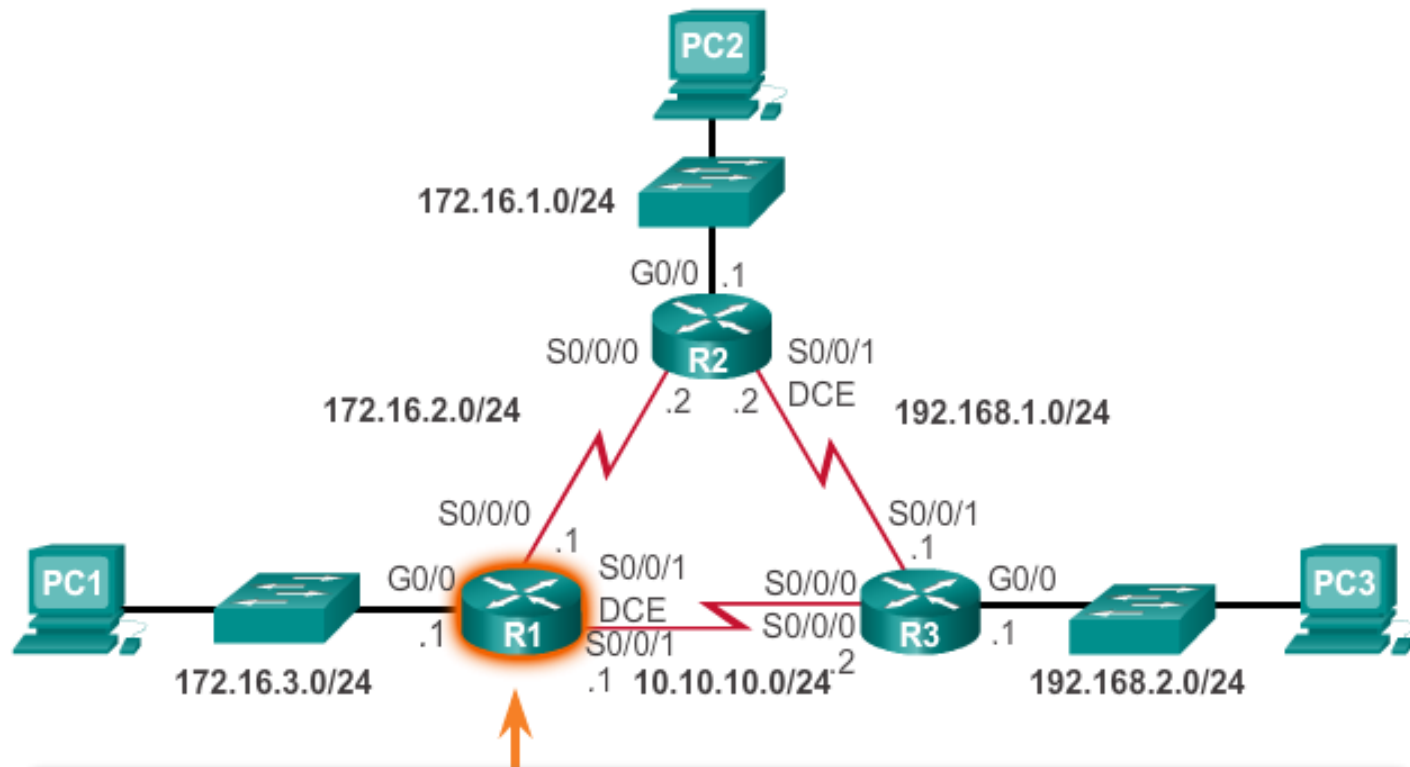 PC2
172.16.1.0/24
G0/0 .1
S0/0/0 R2 S0/0/1
.2 .2 DCE
172.16.2.0/24 192.168.1.0/24
S0/0/0 S0/0/1
.1 .1
PC1 G0/0 S0/0/1 S0/0/0 G0/0 PC3
DCE
.1 R1 S0/0/0 R3 .1
S0/0/1
.1 10.10.10.0/24 .2
172.16.3.0/24 192.168.2.0/24